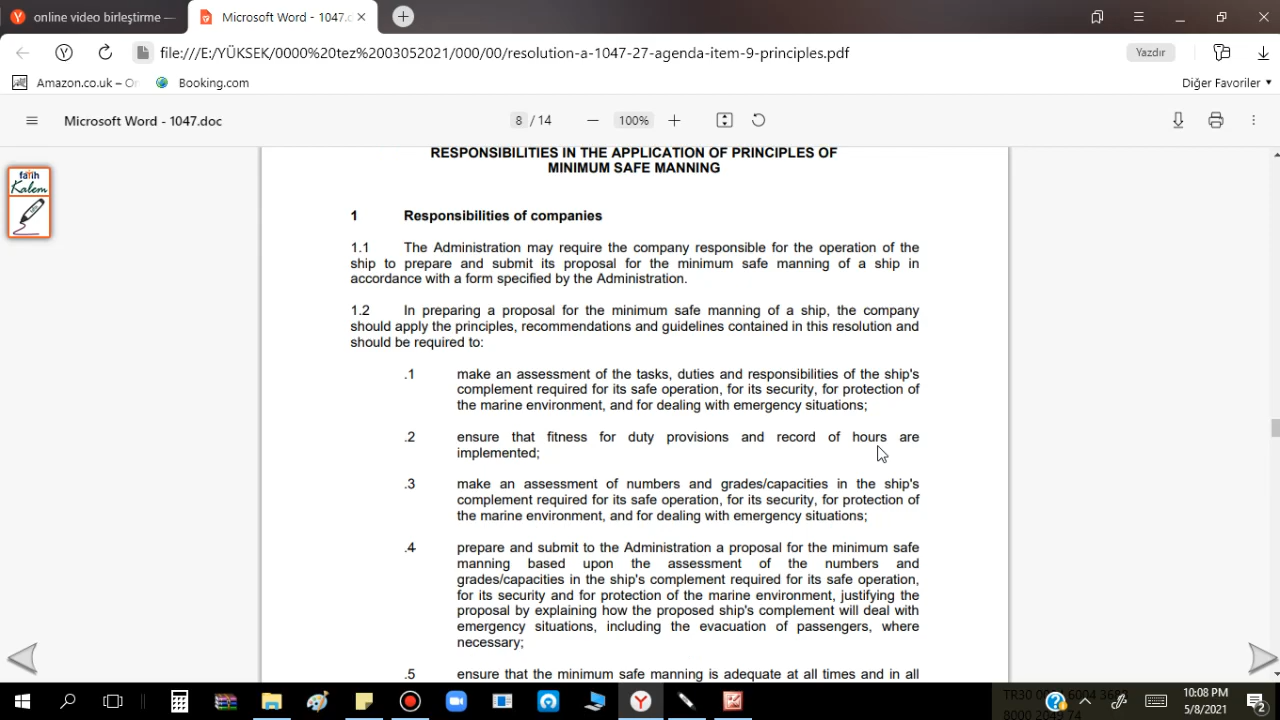 online video birleştirme —
Microsoft Word - 1047.c
file:///E:/YÜKSEK/0000%20tez%2003052021/000/00/resolution-a-1047-27-agenda-item-9-principles.pdf
Yazdır
Amazon.co.uk – Or
Booking.com
Diğer Favoriler
Microsoft Word - 1047.doc
8 / 14
100%
fatih
Kalem
RESPONSIBILITIES IN THE APPLICATION OF PRINCIPLES OF
MINIMUM SAFE MANNING
1 Responsibilities of companies
1.1 The Administration may require the company responsible for the operation of the
ship to prepare and submit its proposal for the minimum safe manning of a ship in
accordance with a form specified by the Administration.
1.2 In preparing a proposal for the minimum safe manning of a ship, the company
should apply the principles, recommendations and guidelines contained in this resolution and
should be required to:
.1 make an assessment of the tasks, duties and responsibilities of the ship's
complement required for its safe operation, for its security, for protection of
the marine environment, and for dealing with emergency situations;
.2 ensure that fitness for duty provisions and record of hours are
implemented;
.3 make an assessment of numbers and grades/capacities in the ship's
complement required for its safe operation, for its security, for protection of
the marine environment, and for dealing with emergency situations;
.4 prepare and submit to the Administration a proposal for the minimum safe
manning based upon the assessment of the numbers and
grades/capacities in the ship's complement required for its safe operation,
for its security and for protection of the marine environment, justifying the
proposal by explaining how the proposed ship's complement will deal with
emergency situations, including the evacuation of passengers, where
necessary;
.5 ensure that the minimum safe manning is adequate at all times and in all
10:08 PM
5/8/2021